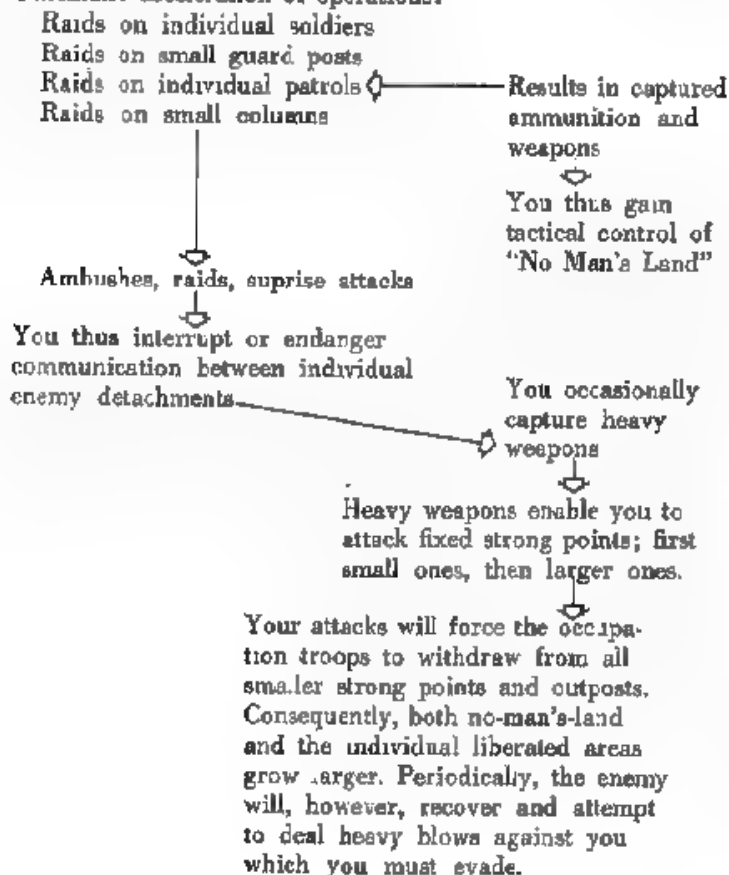 of operations:
Raids on individual soldiers
Raids on small guard posts
Raids on individual patrols
Raids on small columns
Results in captured
ammunition and
weapons
You thus gain
tactical control of
"No Man's Land"
Ambushes, raids, suprise attacks
You thus interrupt or endanger
communication between individual
enemy detachments.
You occasionally
capture heavy
weapons
Heavy weapons enable you to
attack fixed strong points; first
small ones, then larger ones.
Your attacks will force the occupa-
tion troops to withdraw from all
smaller strong points and outposts.
Consequently, both no-man's-land
and the individual liberated areas
grow larger. Periodically, the enemy
will, however, recover and attempt
to deal heavy blows against you
which you must evade.